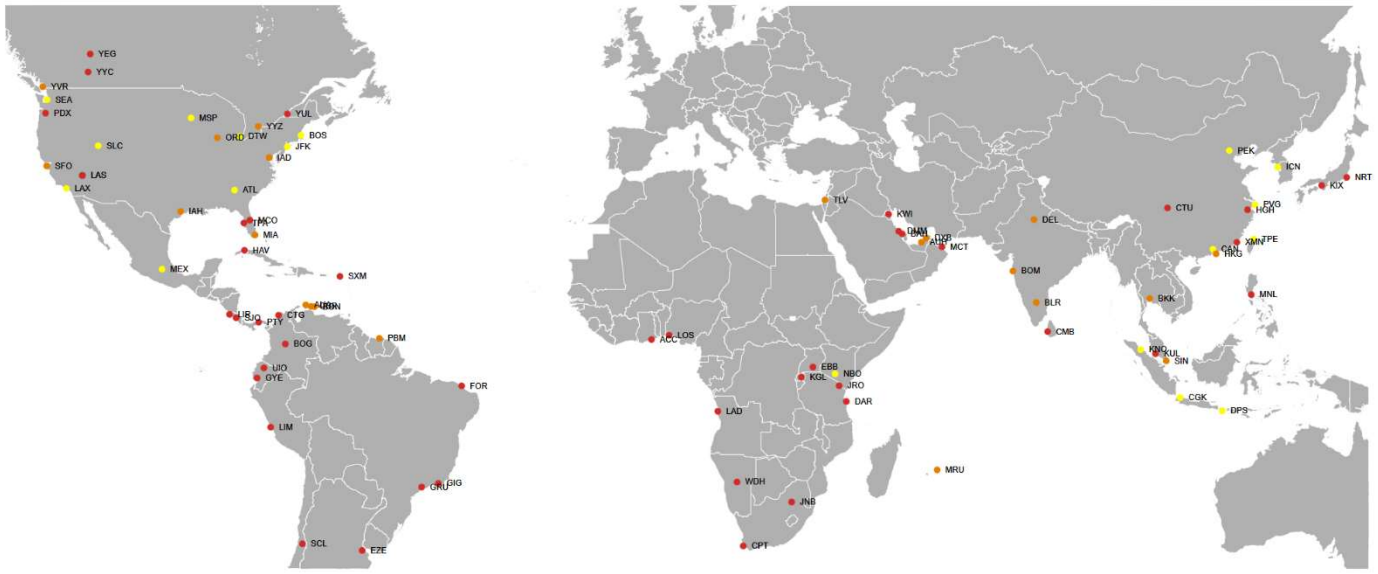 YEG
YYC
YVR
SEA
PDX
YUL
MSP
YYZ
ORD
DTW
BOS
SLC
JFK
IAD
SFO
LAS
LAX
ATL
IAH
MCO
TPA
MIA
HAV
MEX
SXM
LIR
SJO
PTY
CTG
PBM
BOG
UIO
GYE
FOR
LIM
GIG
GRU
SCL
EZE
TLV
KWI
DMM
DXB
AUH
MCT
ACC
LOS
EBB
KGL
NBO
JRO
DAR
LAD
MRU
WDH
JNB
CPT
PEK
ICN
NRT
KIX
CTU
PVG
HGH
DEL
TPE
XMN
CAN
HKG
BOM
BLR
BKK
MNL
CMB
KNO
KUL
SIN
CGK
DPS